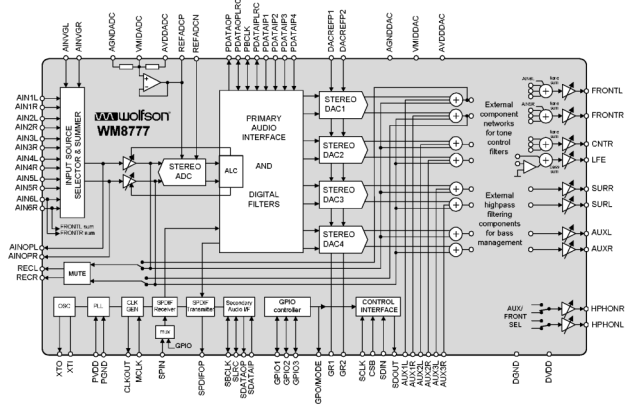 AINVGL
AINVGR
AGNDADC
VMIDADC
AVDDADC
REFADCP
REFADCN
PDATAOP
PDATAOPLRC
PBCLK
PDATAIPLRC
PDATAIP1
PDATAIP2
PDATAIP3
PDATAIP4
DACREFP1
DACREFP2
AGNDDAC
VMIDDAC
AVDDDAC
AIN1L
AIN1R
AIN2L
AIN2R
AIN3L
AIN3R
AIN4L
AIN4R
AIN5L
AIN5R
AIN6L
AIN6R
AINOPL
AINOPR
RECL
RECR
INPUT SOURCE
SELECTOR & SUMMER
wolfson
WM8777
FRONTL sum
FRONTR sum
MUTE
STEREO
ADC
ALC
PRIMARY
AUDIO
INTERFACE
AND
DIGITAL
FILTERS
STEREO
DAC1
STEREO
DAC2
STEREO
DAC3
STEREO
DAC4
External
component
networks
for tone
control
filters
External
highpass
filtering
components
for bass
management
FRONTL
FRONTR
CNTR
LFE
SURR
SURL
AUXL
AUXR
AUX/
FRONT
SEL
HPHONR
HPHONL
OSC
PLL
CLK
GEN
SPDIF
Receiver
SPDIF
Transmitter
Secondary
Audio I/F
GPIO
controller
CONTROL
INTERFACE
mux
GPIO
XTO
XTI
PVDD
PGND
CLKOUT
MCLK
SPIN
SPDIFOP
SBCLK
SLRC
SDATAOP
SDATAIP
GPIO1
GPIO2
GPIO3
GPO/MODE
GR1
GR2
SCLK
CSB
SDIN
SDOUT
AUX1L
AUX1R
AUX2L
AUX2R
AUX3L
AUX3R
DGND
DVDD